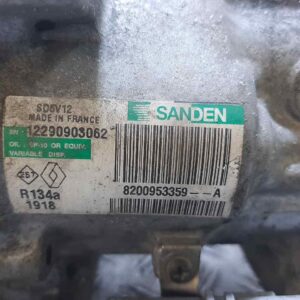 SD6V12
SANDEN
MADE IN FRANCE
SN: 12290903062
OIL : SP-10 OR EQUIV.
VARIABLE DISP.
R134a
1918
8200953359--A